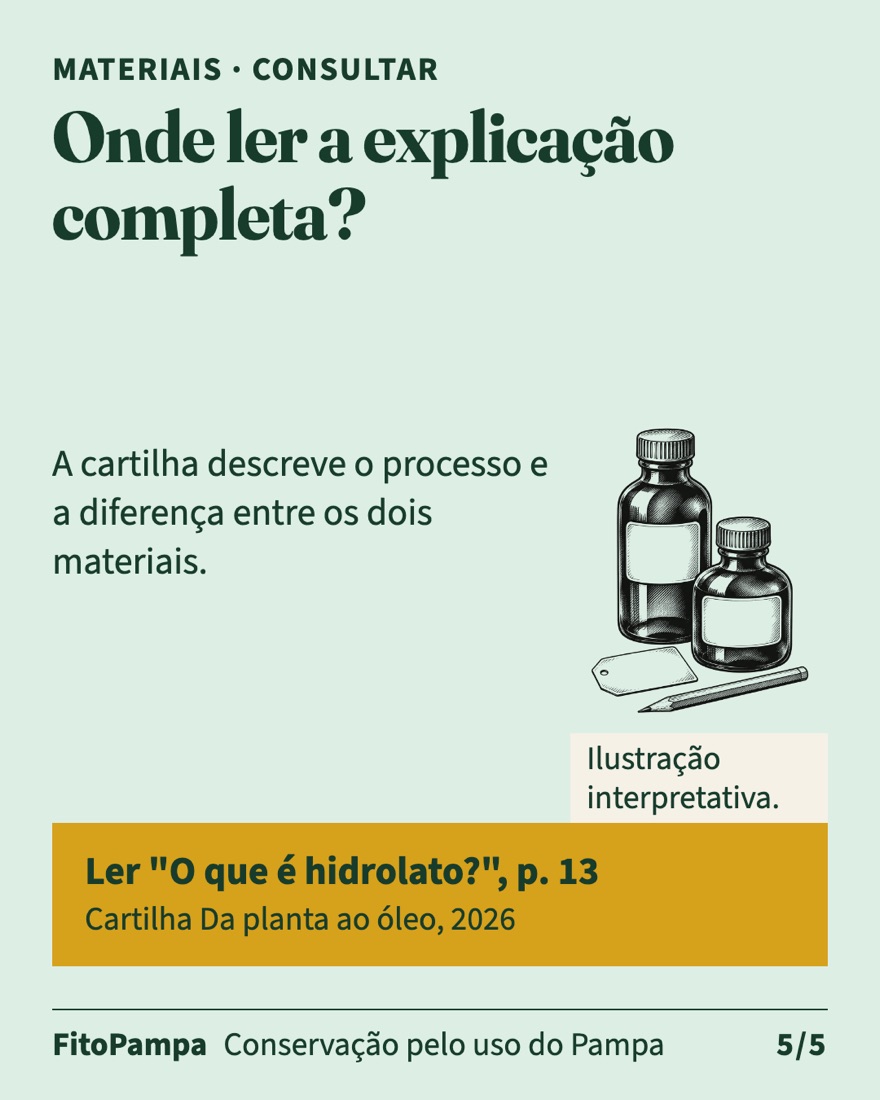 MATERIAIS · CONSULTAR
Onde ler a explicação
completa?
A cartilha descreve o processo e
a diferença entre os dois
materiais.
Ilustração
interpretativa.
Ler "O que é hidrolato?", p. 13
Cartilha Da planta ao óleo, 2026
FitoPampa Conservação pelo uso do Pampa 5/5